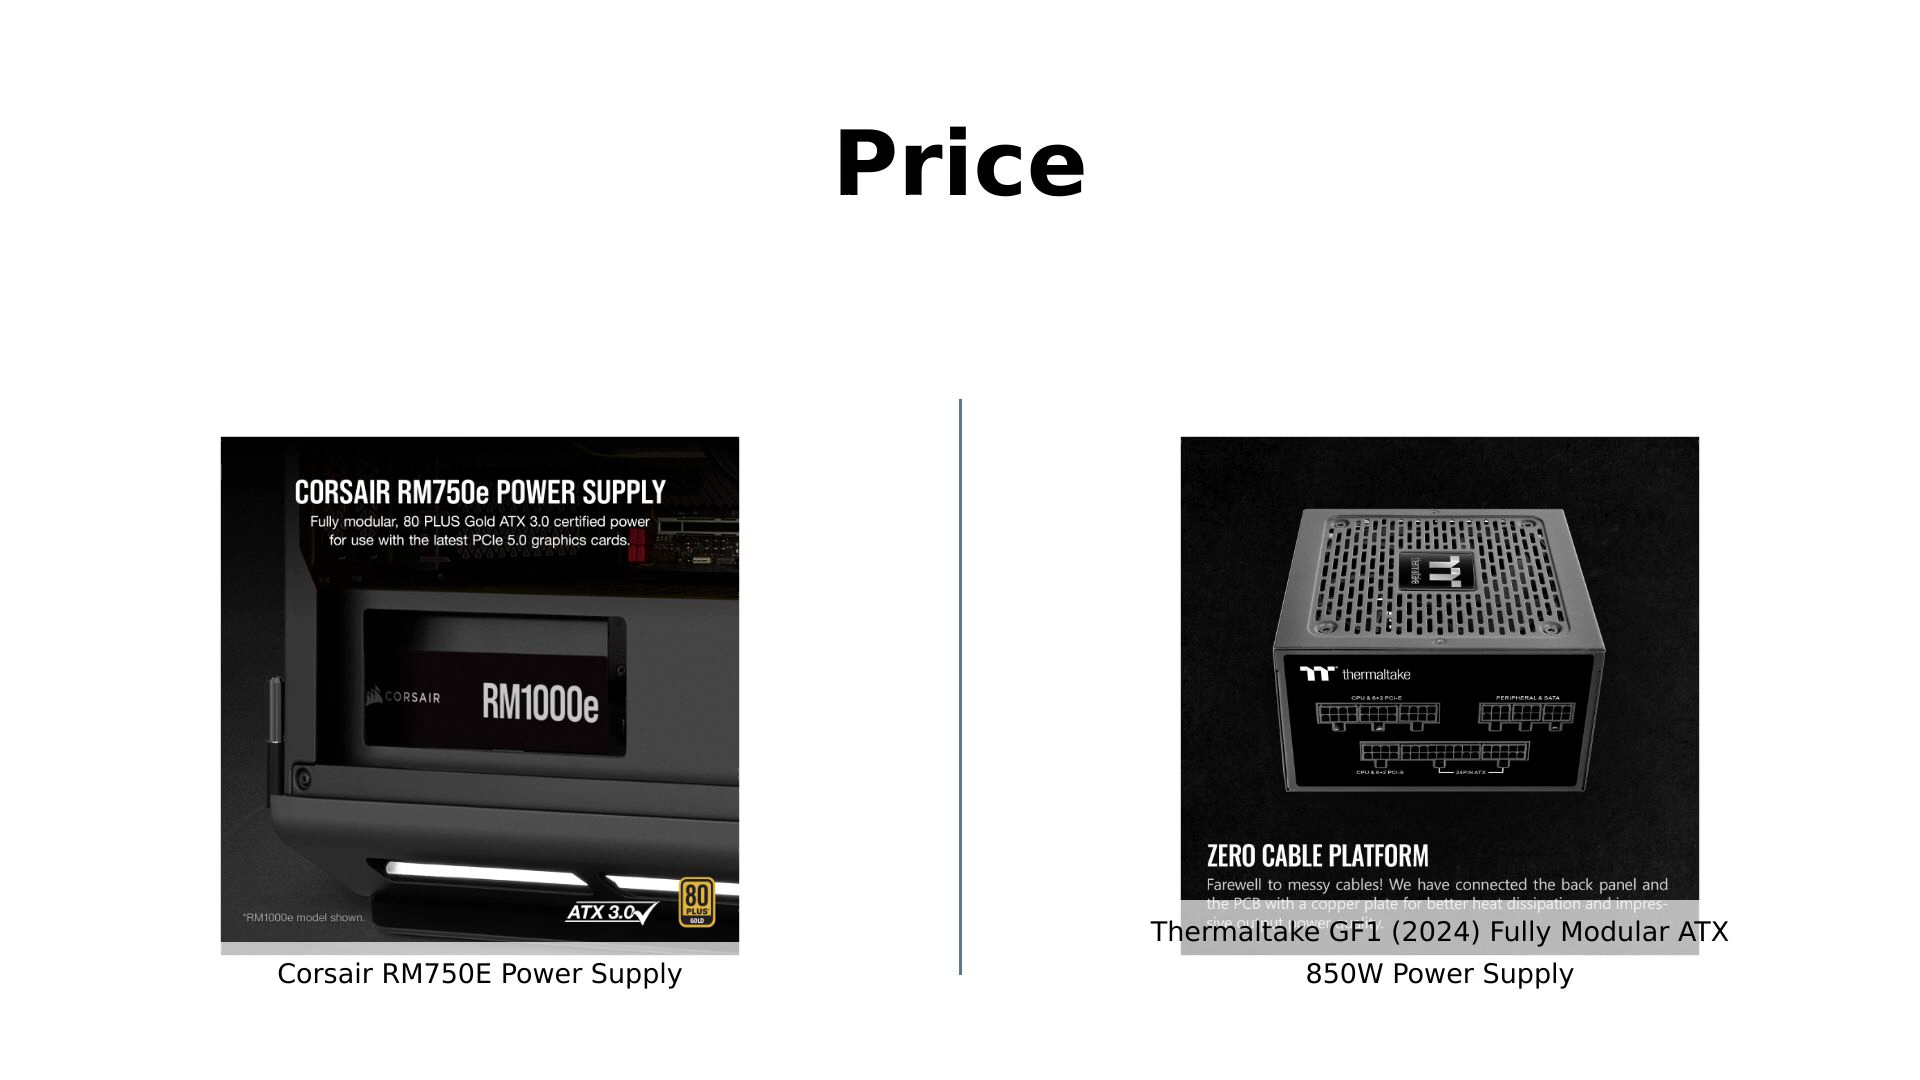 Price
CORSAIR RM750e POWER SUPPLY
Fully modular, 80 PLUS Gold ATX 3.0 certified power
for use with the latest PCIe 5.0 graphics cards.
CORSAIR
RM1000e
*RM1000e model shown.
ATX 3.0
80
PLUS
GOLD
Corsair RM750E Power Supply
thermaltake
thermaltake
CPU & 6+2 PCI-E
PERIPHERAL & SATA
CPU & 6+2 PCI-E
24PIN ATX
ZERO CABLE PLATFORM
Farewell to messy cables! We have connected the back panel and
the PCB with a copper plate for better heat dissipation and impres-
sive output power quality.
Thermaltake GF1 (2024) Fully Modular ATX
850W Power Supply